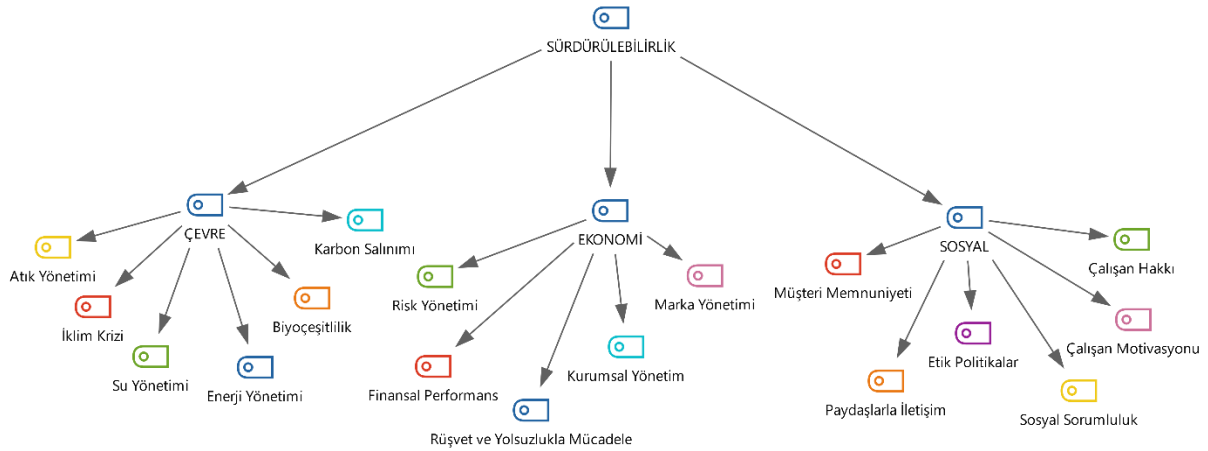 SÜRDÜRÜLEBİLİRLİK
ÇEVRE
Karbon Salınımı
Atık Yönetimi
İklim Krizi
Biyoçeşitlilik
Su Yönetimi
Enerji Yönetimi
EKONOMİ
Risk Yönetimi
Marka Yönetimi
Finansal Performans
Kurumsal Yönetim
Rüşvet ve Yolsuzlukla Mücadele
SOSYAL
Çalışan Hakkı
Müşteri Memnuniyeti
Etik Politikalar
Çalışan Motivasyonu
Paydaşlarla İletişim
Sosyal Sorumluluk